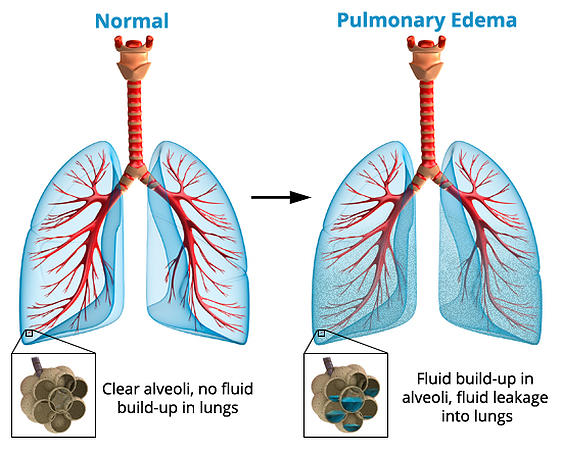 Normal
Pulmonary Edema
Clear alveoli, no fluid
build-up in lungs
Fluid build-up in
alveoli, fluid leakage
into lungs